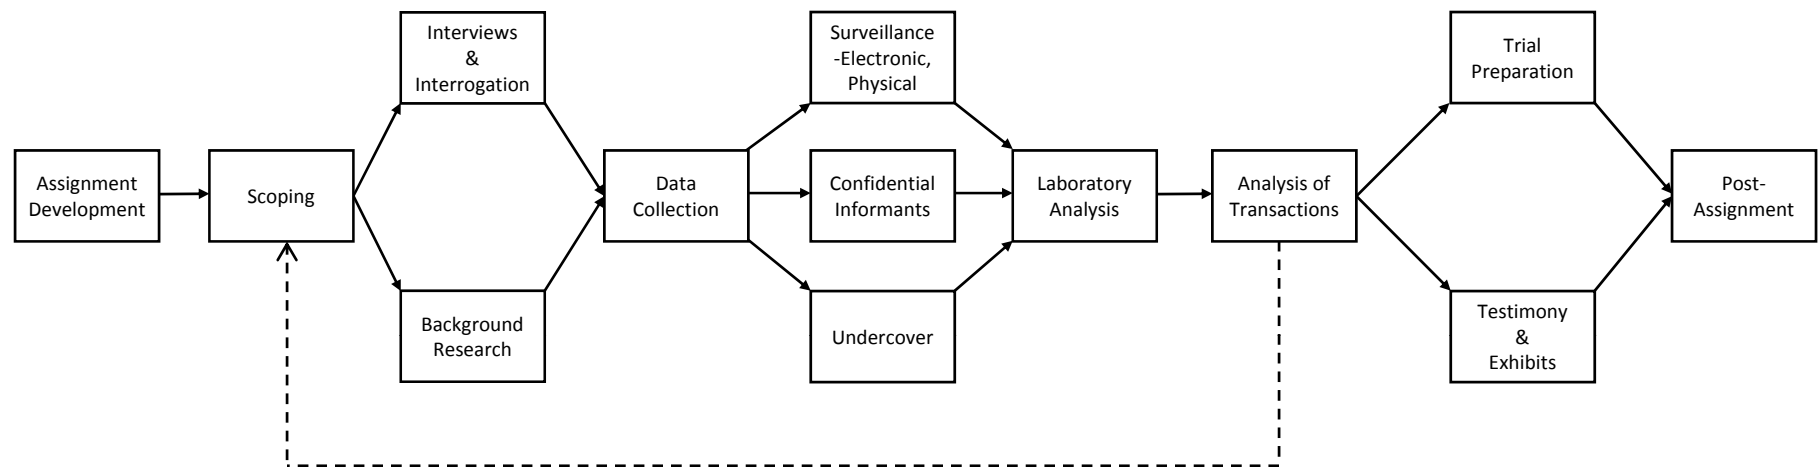 Assignment
Development
Scoping
Interviews
&
Interrogation
Background
Research
Data
Collection
Surveillance
-Electronic,
Physical
Confidential
Informants
Undercover
Laboratory
Analysis
Analysis of
Transactions
Trial
Preparation
Testimony
&
Exhibits
Post-
Assignment